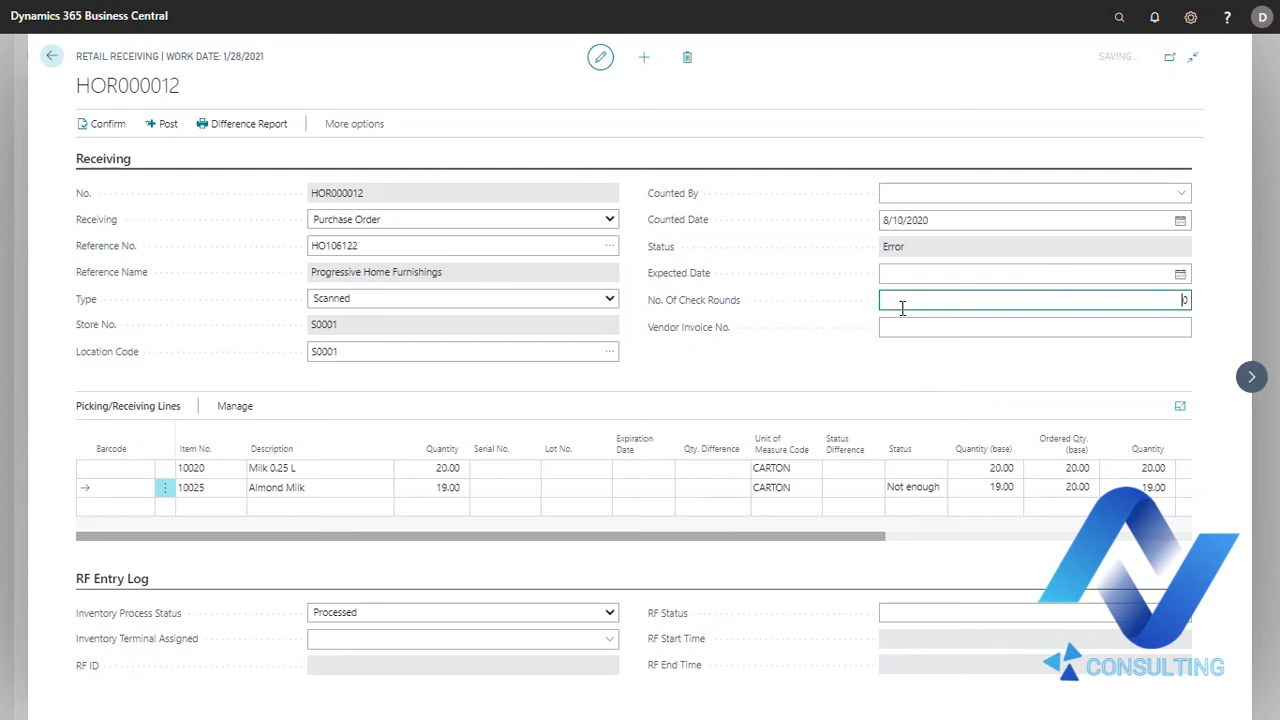 Dynamics 365 Business Central
? D
RETAIL RECEIVING | WORK DATE: 1/28/2021
SAVING...
HOR000012
Confirm Post Difference Report More options
Receiving
No. HOR000012
Receiving Purchase Order
Reference No. HO106122 ...
Reference Name Progressive Home Furnishings
Type Scanned
Store No. S0001
Location Code S0001 ...
Counted By
Counted Date 8/10/2020
Status Error
Expected Date
No. Of Check Rounds 0
Vendor Invoice No.
Picking/Receiving Lines Manage
Barcode Item No. Description Quantity Serial No. Lot No. Expiration Date Qty. Difference Unit of Measure Code Status Difference Status Quantity (base) Ordered Qty. (base) Quantity
10020 Milk 0.25 L 20.00 CARTON 20.00 20.00 20.00
10025 Almond Milk 19.00 CARTON Not enough 19.00 20.00 19.00
RF Entry Log
Inventory Process Status Processed
Inventory Terminal Assigned
RF ID
RF Status
RF Start Time
RF End Time
CONSULTING